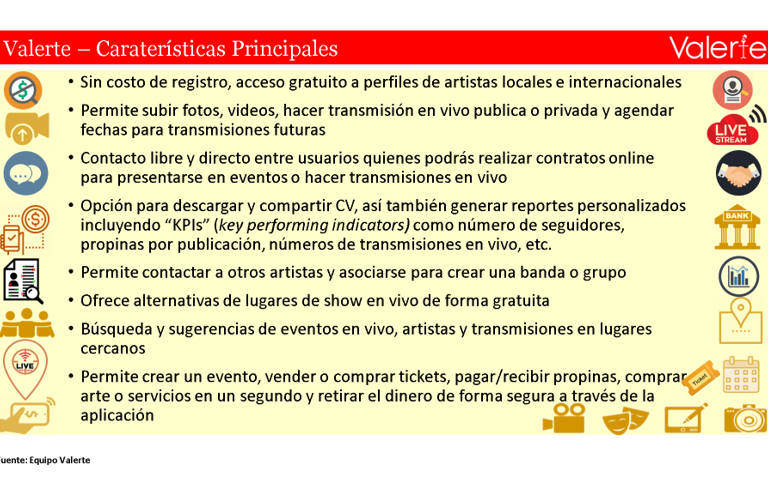 Valerte – Caraterísticas Principales
Valerte
• Sin costo de registro, acceso gratuito a perfiles de artistas locales e internacionales
• Permite subir fotos, videos, hacer transmisión en vivo publica o privada y agendar
fechas para transmisiones futuras
• Contacto libre y directo entre usuarios quienes podrás realizar contratos online
para presentarse en eventos o hacer transmisiones en vivo
• Opción para descargar y compartir CV, así también generar reportes personalizados
incluyendo “KPIs” (key performing indicators) como número de seguidores,
propinas por publicación, números de transmisiones en vivo, etc.
• Permite contactar a otros artistas y asociarse para crear una banda o grupo
• Ofrece alternativas de lugares de show en vivo de forma gratuita
• Búsqueda y sugerencias de eventos en vivo, artistas y transmisiones en lugares
cercanos
• Permite crear un evento, vender o comprar tickets, pagar/recibir propinas, comprar
arte o servicios en un segundo y retirar el dinero de forma segura a través de la
aplicación
LIVE
STREAM
BANK
LIVE
Ticket
Fuente: Equipo Valerte